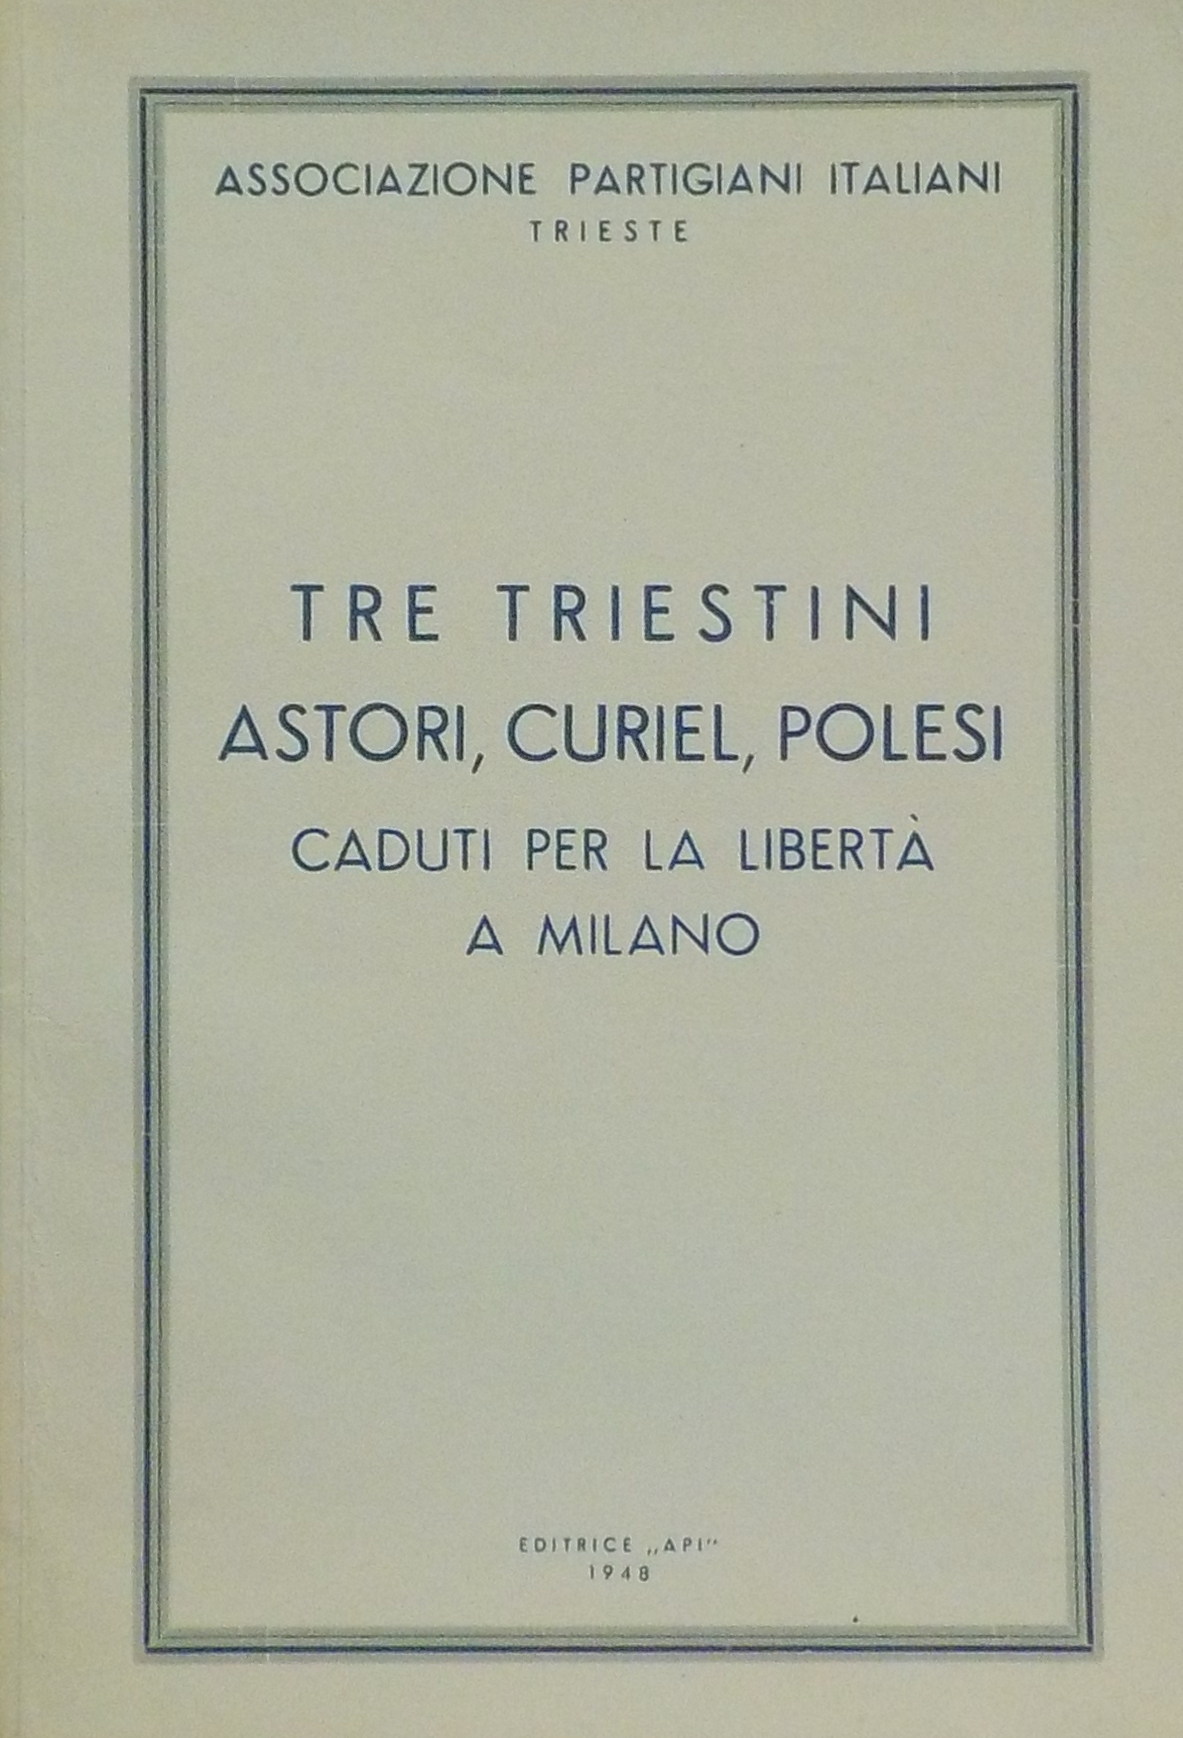 ASSOCIAZIONE PARTIGIANI ITALIANI
TRIESTE
TRE TRIESTINI
ASTORI, CURIEL, POLESI
CADUTI PER LA LIBERTÀ
A MILANO
EDITRICE „API"
1948